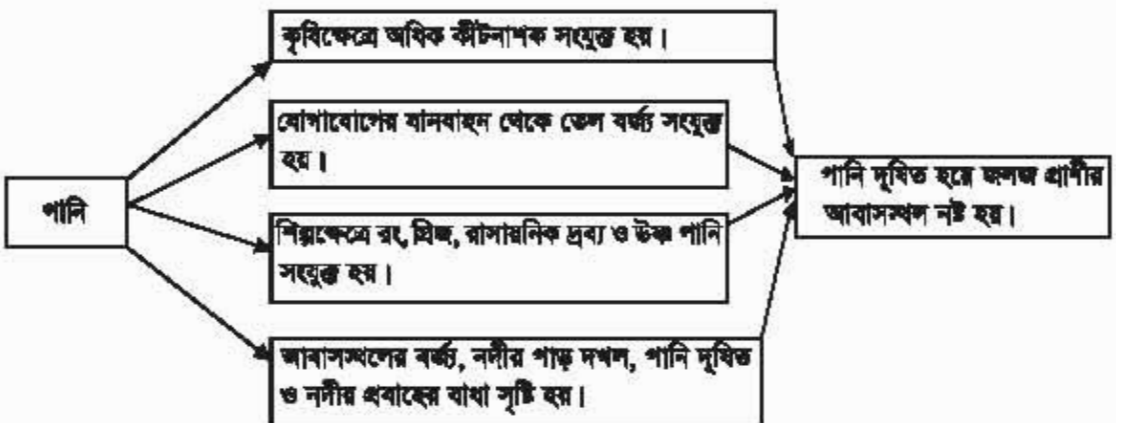 কৃষিক্ষেত্রে অধিক কীটনাশক সংযুক্ত হয়।
যোগাযোগের যানবাহন থেকে তেল বর্জ্য সংযুক্ত
হয়।
পানি
পানি দূষিত হয়ে জলজ প্রাণীর
আবাসস্থল নষ্ট হয়।
শিল্পক্ষেত্রে রং, গ্রিজ, রাসায়নিক দ্রব্য ও উষ্ণ পানি
সংযুক্ত হয়।
আবাসস্থলের বর্জ্য, নদীর পাড় দখল, পানি দূষিত
ও নদীর প্রবাহের বাধা সৃষ্টি হয়।